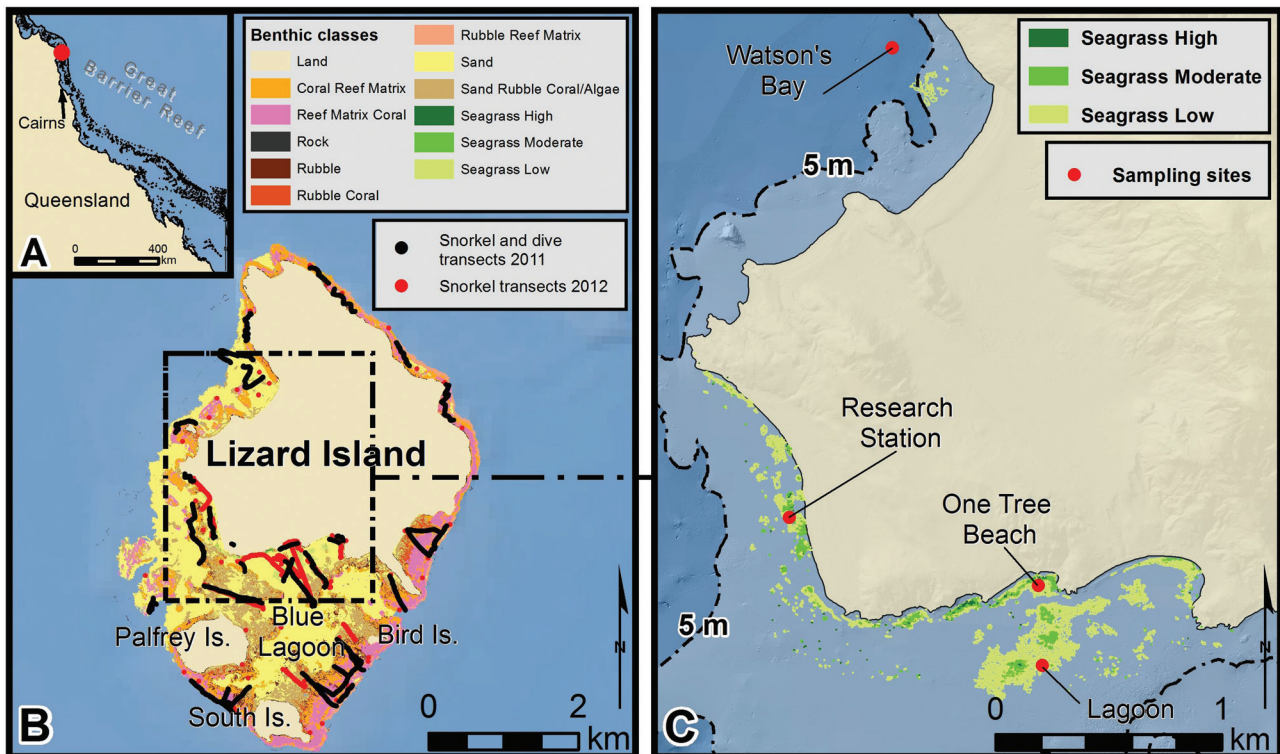 Great
Barrier Reef
Cairns
Queensland
0 400
km
A
Benthic classes
Land
Coral Reef Matrix
Reef Matrix Coral
Rock
Rubble
Rubble Coral
Rubble Reef Matrix
Sand
Sand Rubble Coral/Algae
Seagrass High
Seagrass Moderate
Seagrass Low
Snorkel and dive
transects 2011
Snorkel transects 2012
Lizard Island
Blue
Lagoon
Palfrey Is.
Bird Is.
South Is.
N
0 2
km
B
Watson's
Bay
5 m
Seagrass High
Seagrass Moderate
Seagrass Low
Sampling sites
Research
Station
One Tree
Beach
5 m
Lagoon
N
0 1
km
C